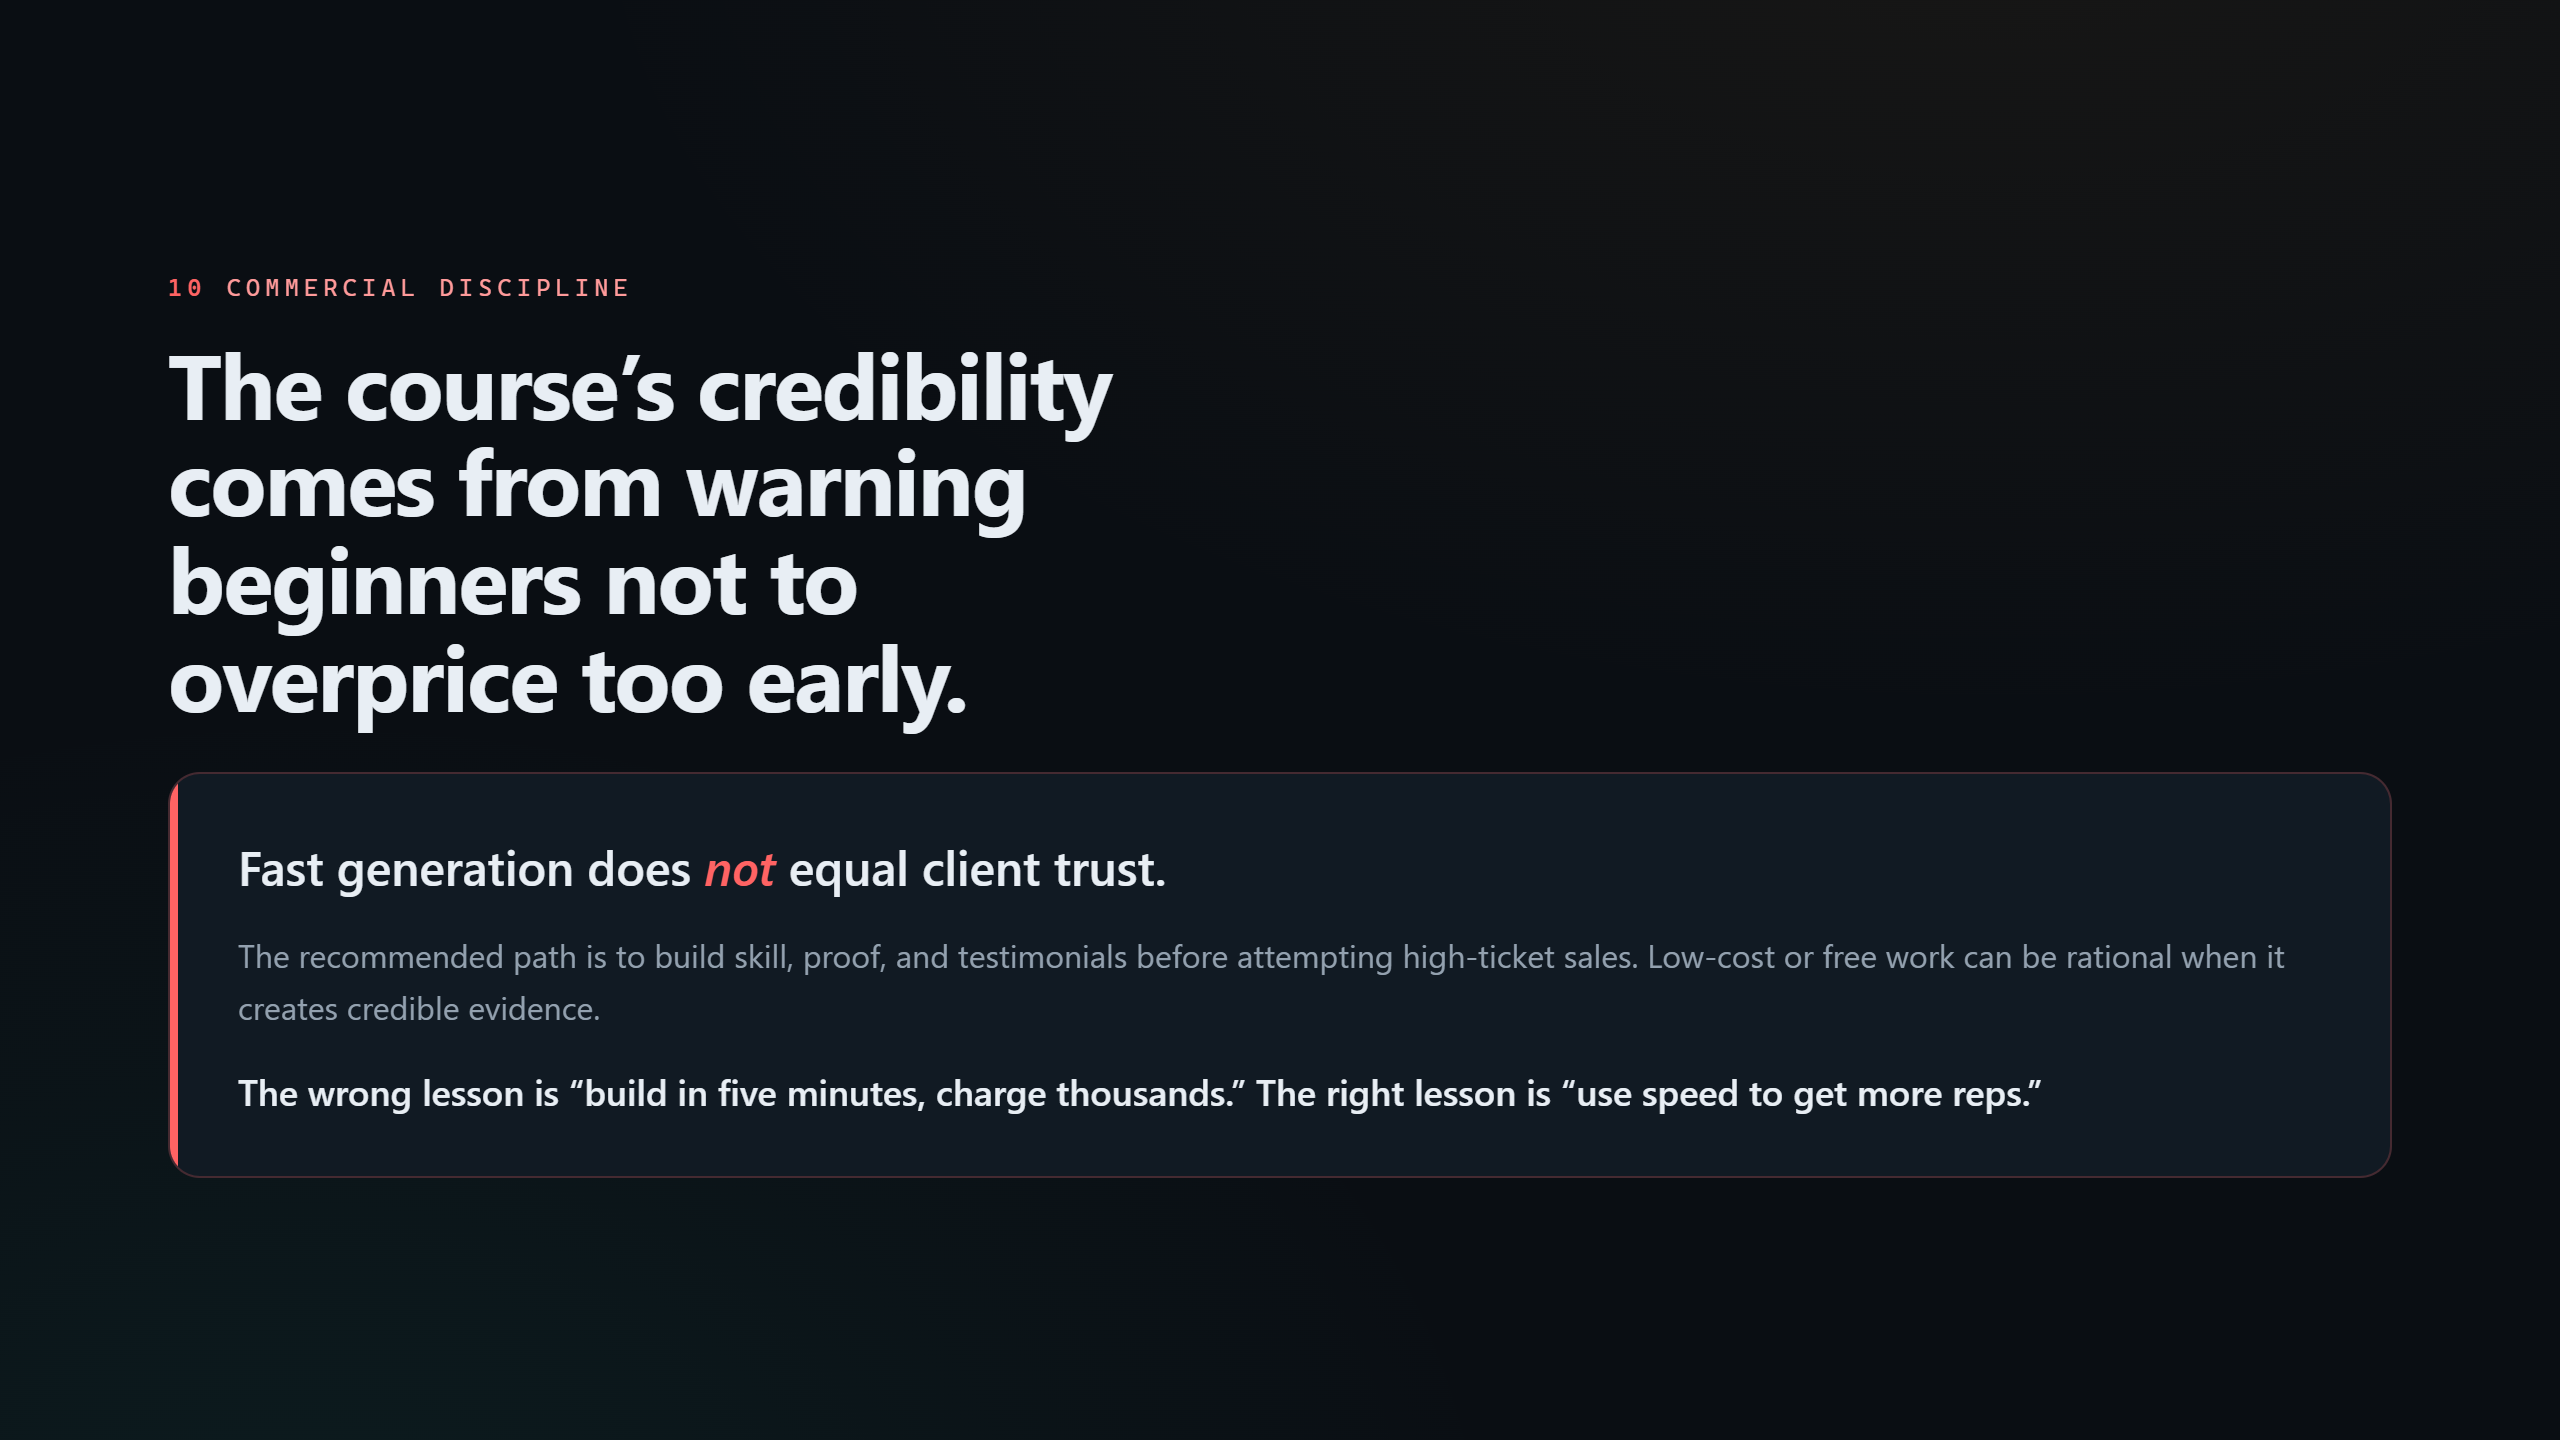 10 COMMERCIAL DISCIPLINE
The course’s credibility
comes from warning
beginners not to
overprice too early.
Fast generation does not equal client trust.
The recommended path is to build skill, proof, and testimonials before attempting high-ticket sales. Low-cost or free work can be rational when it
creates credible evidence.
The wrong lesson is “build in five minutes, charge thousands.” The right lesson is “use speed to get more reps.”